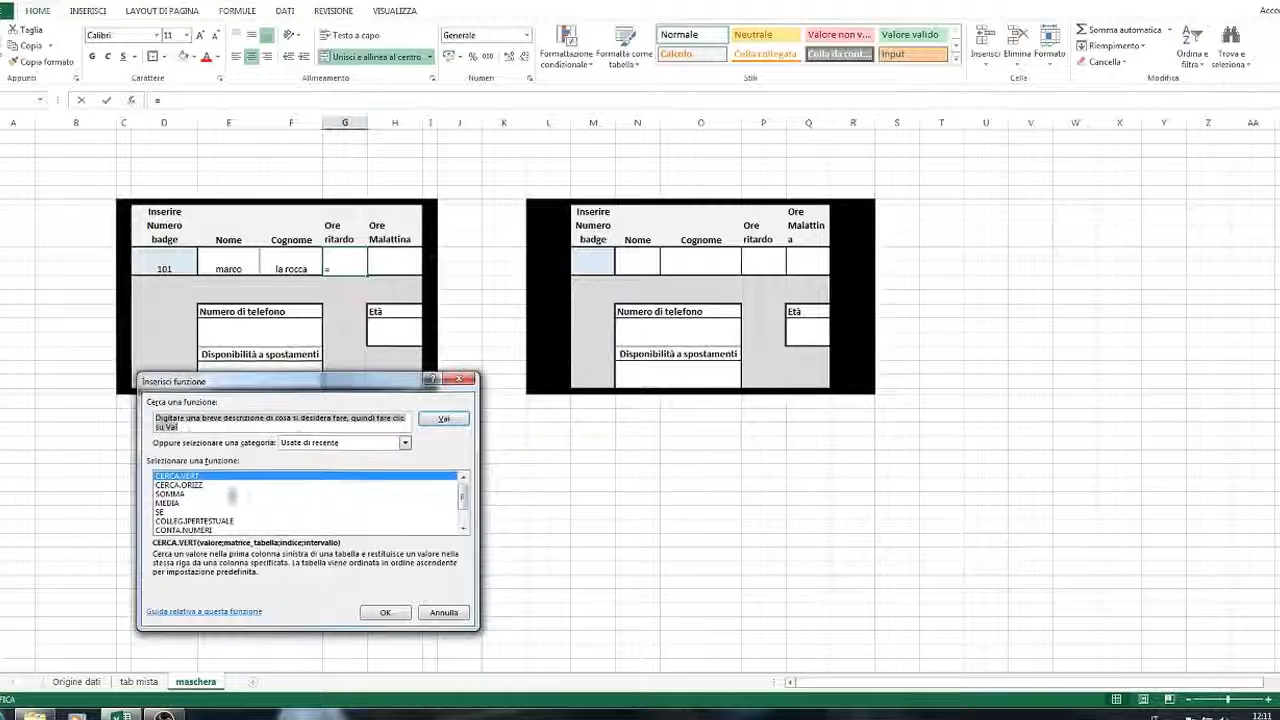 HOME INSERISCI LAYOUT DI PAGINA FORMULE DATI REVISIONE VISUALIZZA Acce
Taglia
Copia
Copia formato
Appunti
Calibri 11
G C S
Carattere
Testo a capo
Unisci e allinea al centro
Allineamento
Generale
% 000
Numeri
Formattazione condizionale
Formatta come tabella
Normale Neutrale Valore non v... Valore valido
Calcolo Cella collegata Cella da cont... Input
Stili
Inserisci Elimina Formato
Celle
Somma automatica
Riempimento
Cancella
Ordina e filtra
Trova e seleziona
Modifica
=
A B C D E F G H I J K L M N O P Q R S T U V W X Y Z AA
Inserire Numero badge Nome Cognome Ore ritardo Ore Malattina
101 marco la rocca =
Numero di telefono Età
Disponibilità a spostamenti
Inserire Numero badge Nome Cognome Ore ritardo Ore Malattin a
Numero di telefono Età
Disponibilità a spostamenti
Inserisci funzione
?
Cerca una funzione:
Digitare una breve descrizione di cosa si desidera fare, quindi fare clic
su Vai
Vai
Oppure selezionare una categoria: Usate di recente
Selezionare una funzione:
CERCA.VERT
CERCA.ORIZZ
SOMMA
MEDIA
SE
COLLEG.IPERTESTUALE
CONTA.NUMERI
CERCA.VERT(valore;matrice_tabella;indice;intervallo)
Cerca un valore nella prima colonna sinistra di una tabella e restituisce un valore nella
stessa riga da una colonna specificata. La tabella viene ordinata in ordine ascendente
per impostazione predefinita.
Guida relativa a questa funzione OK Annulla
Origine dati tab mista maschera
FICA
12:11